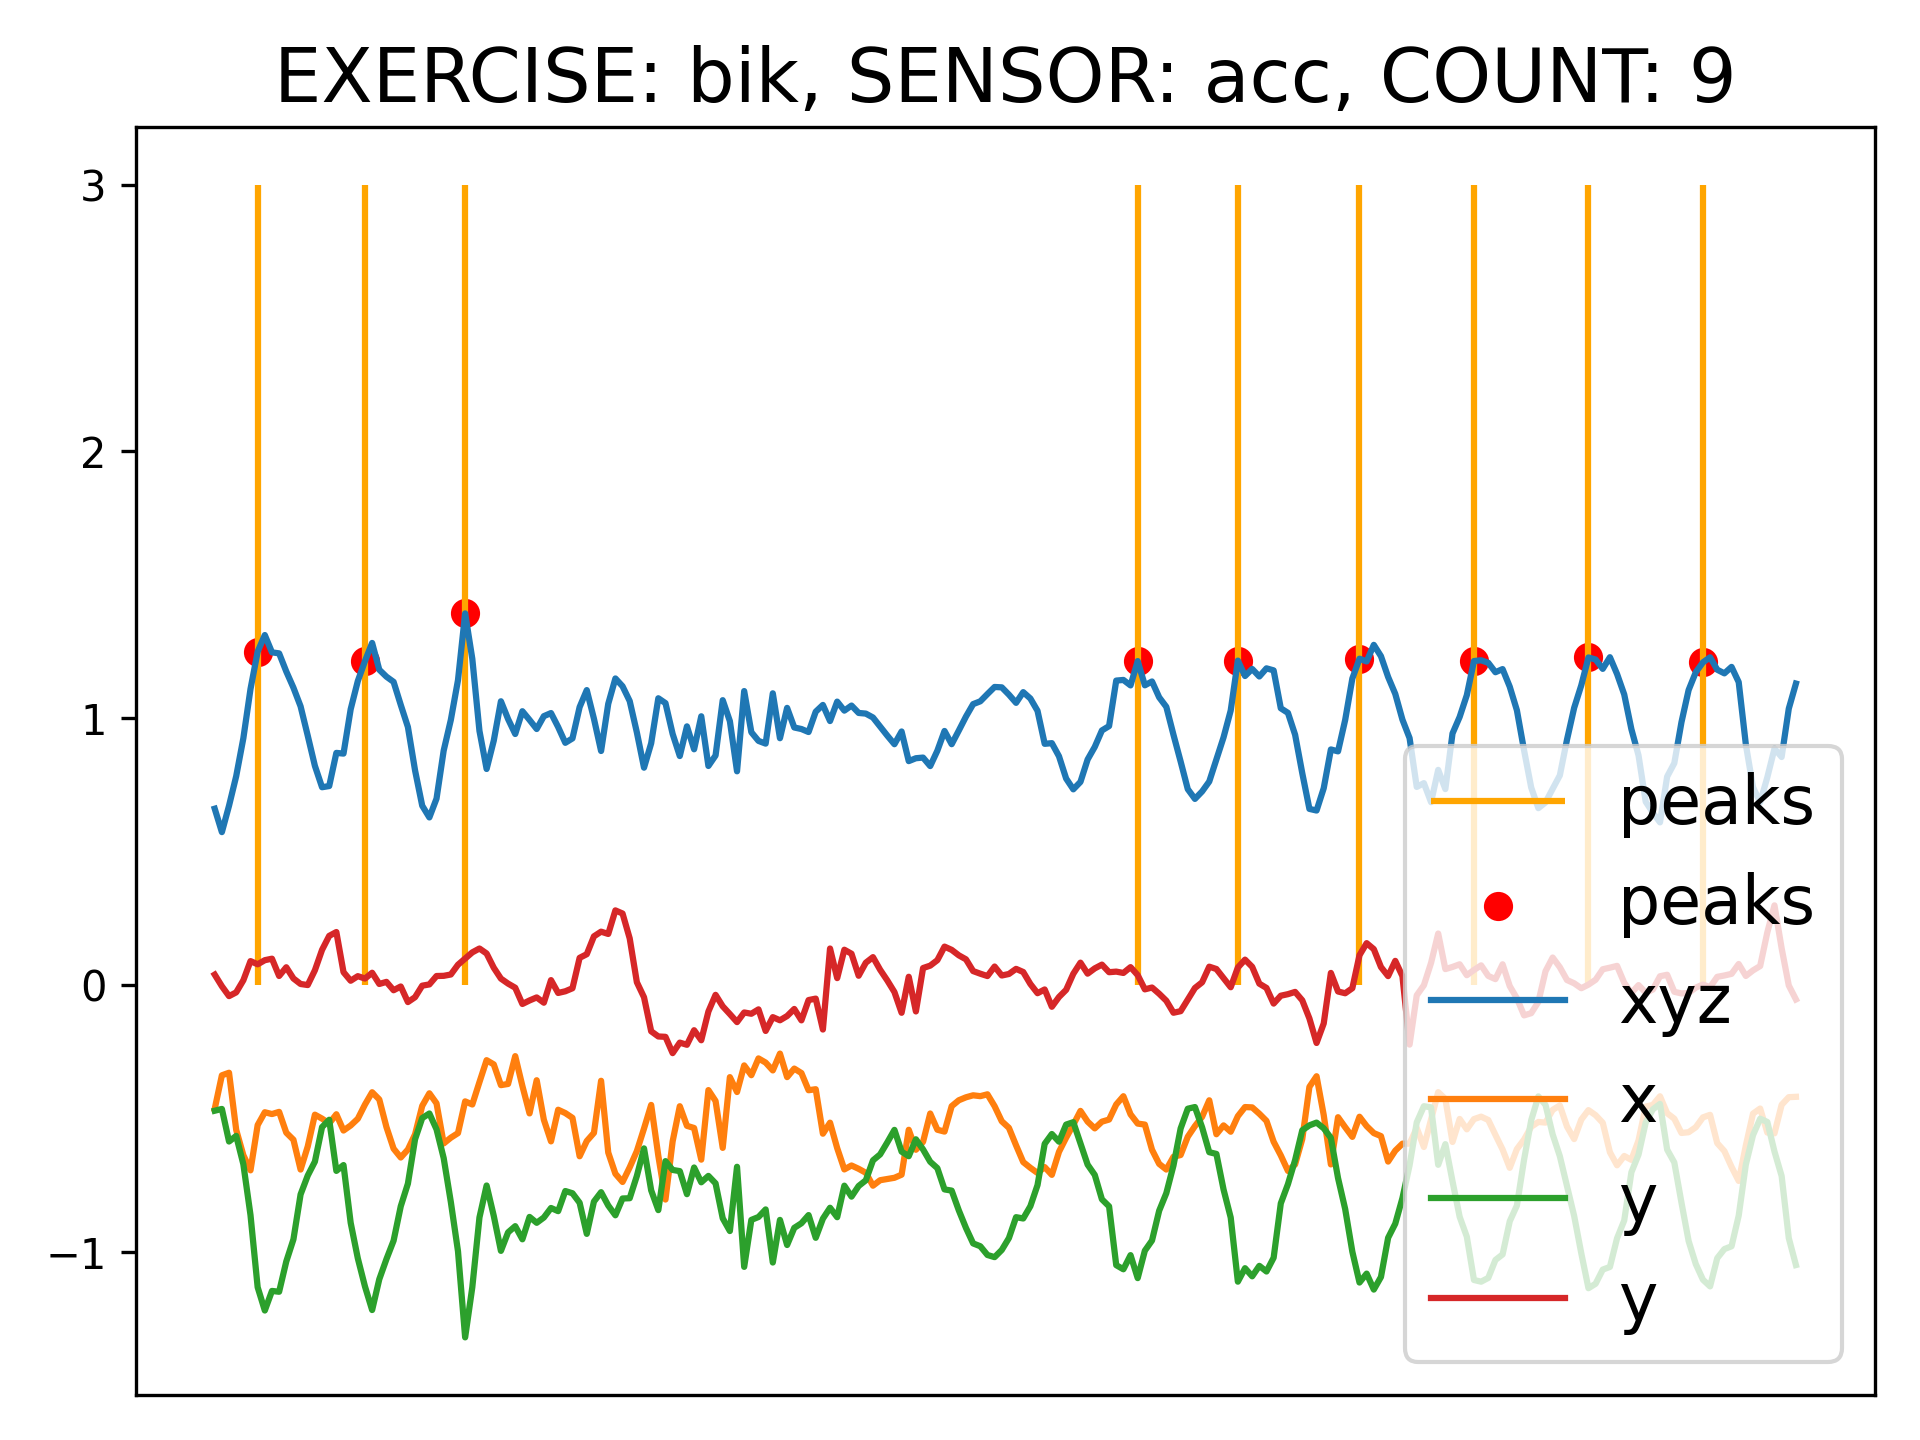 EXERCISE: bik, SENSOR: acc, COUNT: 9
3
2
1
0
−1
peaks
peaks
xyz
x
y
y